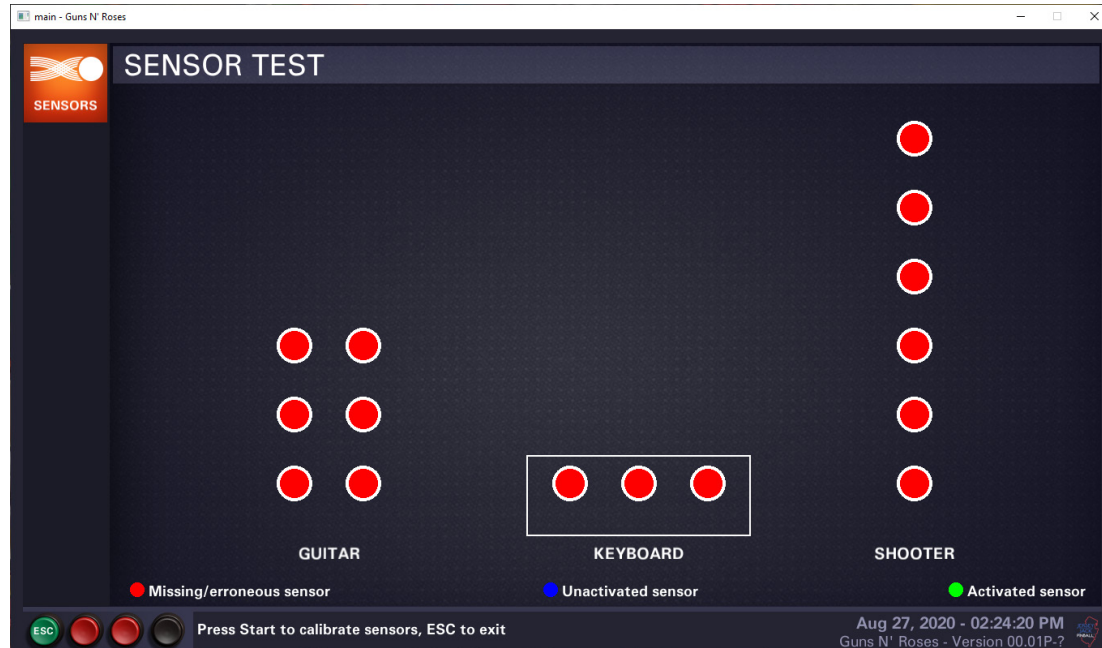 main - Guns N' Roses
SENSOR TEST
SENSORS
GUITAR
KEYBOARD
SHOOTER
Missing/erroneous sensor
Unactivated sensor
Activated sensor
ESC
Press Start to calibrate sensors, ESC to exit
Aug 27, 2020 - 02:24:20 PM
Guns N' Roses - Version 00.01P-?